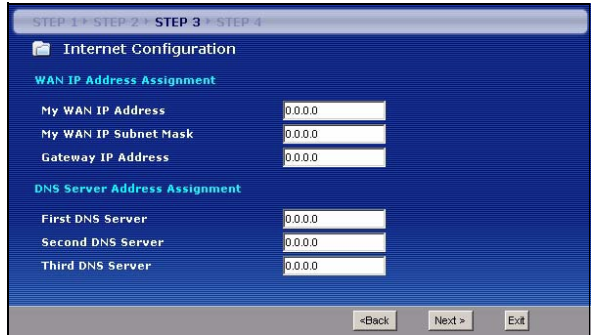 STEP 1 ▸ STEP 2 ▸ STEP 3 ▸ STEP 4
Internet Configuration
WAN IP Address Assignment
My WAN IP Address 0.0.0.0
My WAN IP Subnet Mask 0.0.0.0
Gateway IP Address 0.0.0.0
DNS Server Address Assignment
First DNS Server 0.0.0.0
Second DNS Server 0.0.0.0
Third DNS Server 0.0.0.0
<Back Next > Exit